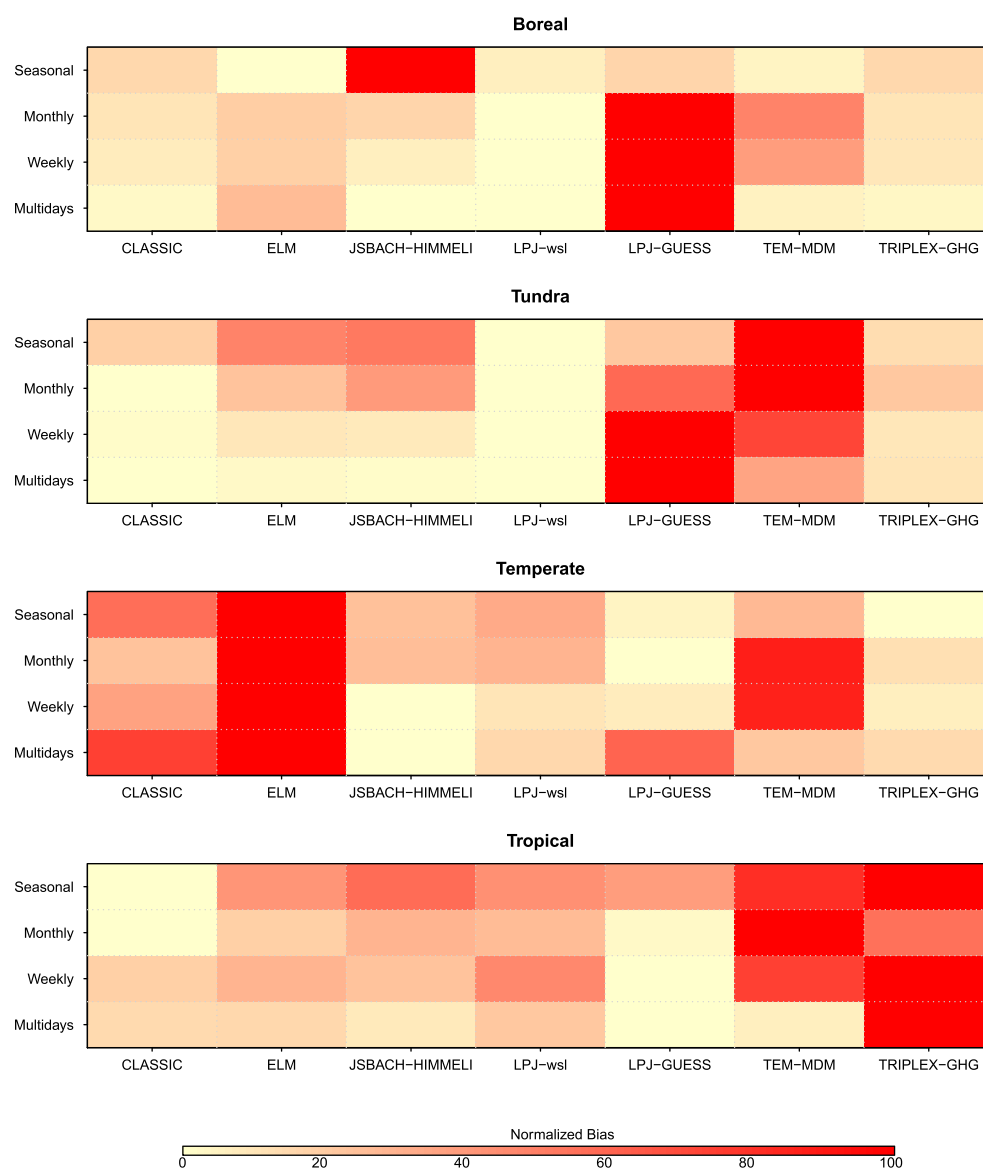 Boreal
Seasonal
Monthly
Weekly
Multidays
CLASSIC ELM JSBACH−HIMMELI LPJ−wsl LPJ−GUESS TEM−MDM TRIPLEX−GHG
Tundra
Seasonal
Monthly
Weekly
Multidays
CLASSIC ELM JSBACH−HIMMELI LPJ−wsl LPJ−GUESS TEM−MDM TRIPLEX−GHG
Temperate
Seasonal
Monthly
Weekly
Multidays
CLASSIC ELM JSBACH−HIMMELI LPJ−wsl LPJ−GUESS TEM−MDM TRIPLEX−GHG
Tropical
Seasonal
Monthly
Weekly
Multidays
CLASSIC ELM JSBACH−HIMMELI LPJ−wsl LPJ−GUESS TEM−MDM TRIPLEX−GHG
Normalized Bias
0 20 40 60 80 100